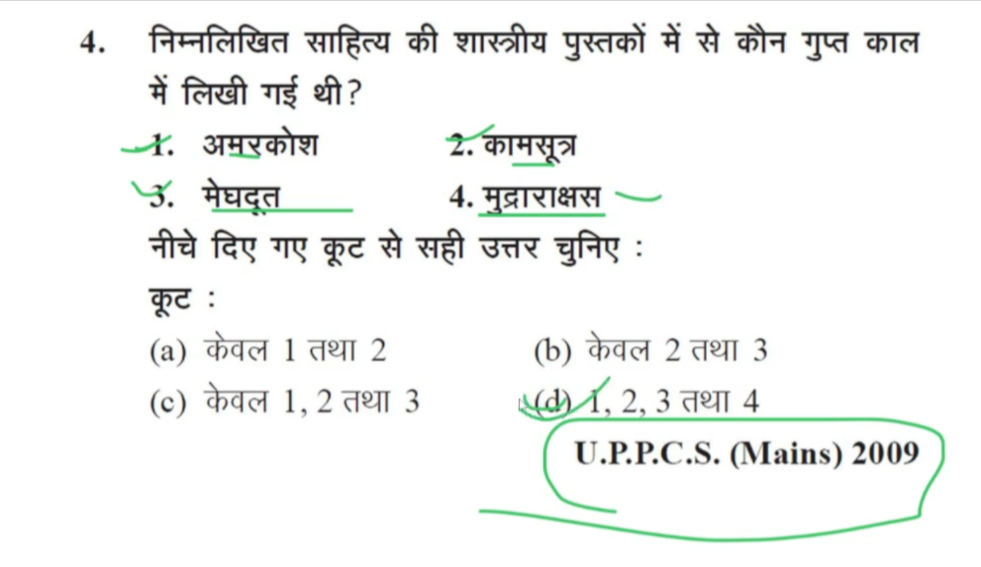 4. निम्नलिखित साहित्य की शास्त्रीय पुस्तकों में से कौन गुप्त काल
में लिखी गई थी?
1. अमरकोश 2. कामसूत्र
3. मेघदूत 4. मुद्राराक्षस
नीचे दिए गए कूट से सही उत्तर चुनिए :
कूट :
(a) केवल 1 तथा 2 (b) केवल 2 तथा 3
(c) केवल 1, 2 तथा 3 (d) 1, 2, 3 तथा 4
U.P.P.C.S. (Mains) 2009